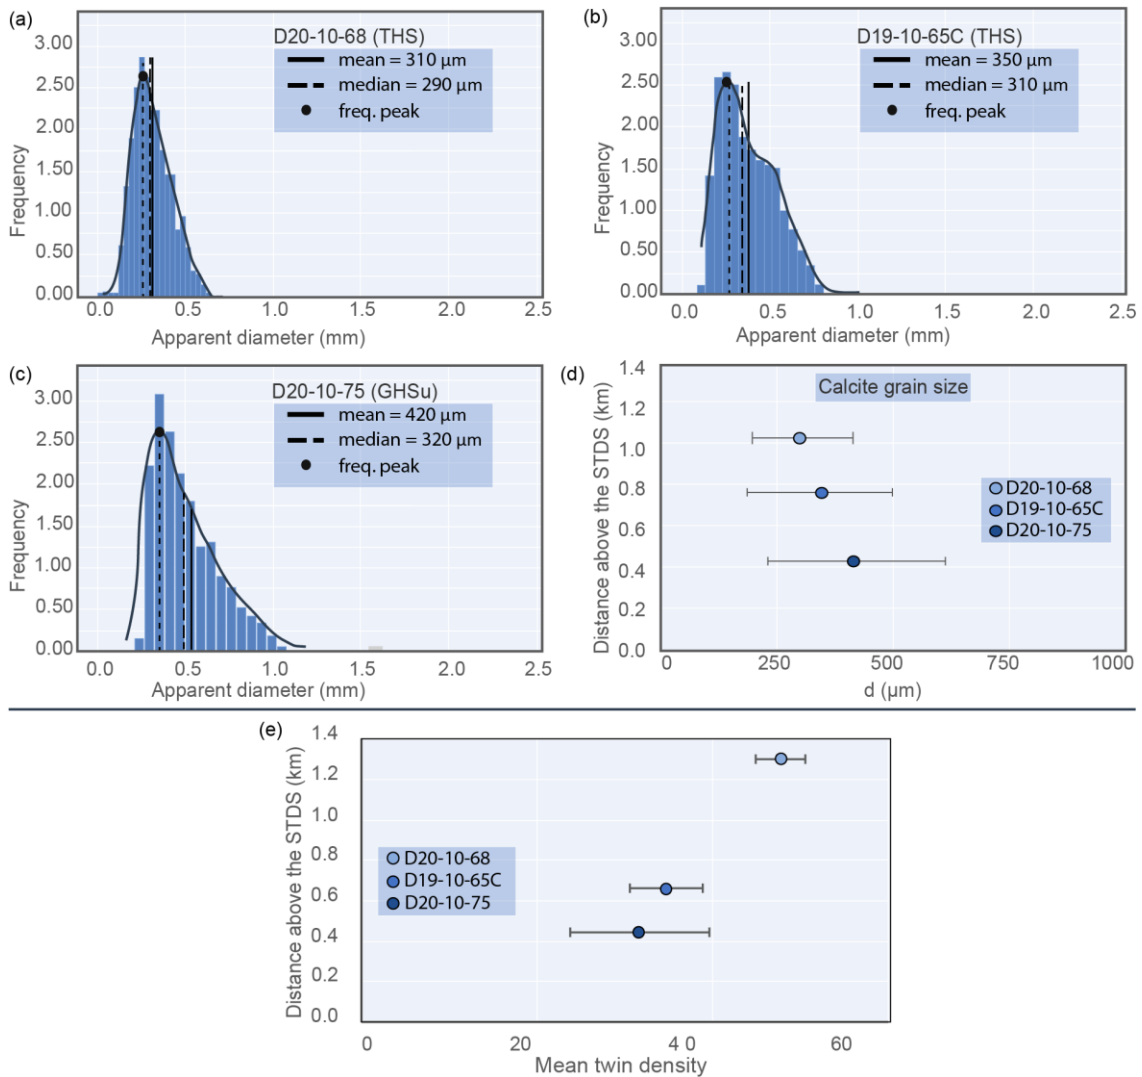 (a)
D20-10-68 (THS)
mean = 310 µm
median = 290 µm
freq. peak
Frequency
3.00
2.50
2.00
1.50
1.00
0.50
0.00
0.0 0.5 1.0 1.5 2.0 2.5
Apparent diameter (mm)
(b)
D19-10-65C (THS)
mean = 350 µm
median = 310 µm
freq. peak
Frequency
3.00
2.50
2.00
1.50
1.00
0.50
0.00
0.0 0.5 1.0 1.5 2.0 2.5
Apparent diameter (mm)
(c)
D20-10-75 (GHSu)
mean = 420 µm
median = 320 µm
freq. peak
Frequency
3.00
2.50
2.00
1.50
1.00
0.50
0.00
0.0 0.5 1.0 1.5 2.0 2.5
Apparent diameter (mm)
(d)
Calcite grain size
D20-10-68
D19-10-65C
D20-10-75
Distance above the STDS (km)
1.4
1.2
1.0
0.8
0.6
0.4
0.2
0.0
0 250 500 750 1000
d (µm)
(e)
D20-10-68
D19-10-65C
D20-10-75
Distance above the STDS (km)
1.4
1.2
1.0
0.8
0.6
0.4
0.2
0.0
0 20 4 0 60
Mean twin density